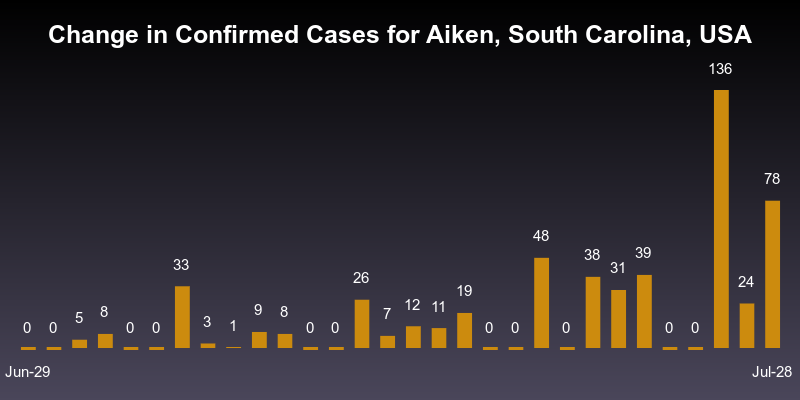 Change in Confirmed Cases for Aiken, South Carolina, USA
0 0 5 8 0 0 33 3 1 9 8 0 0 26 7 12 11 19 0 0 48 0 38 31 39 0 0 136 24 78
Jun-29 Jul-28